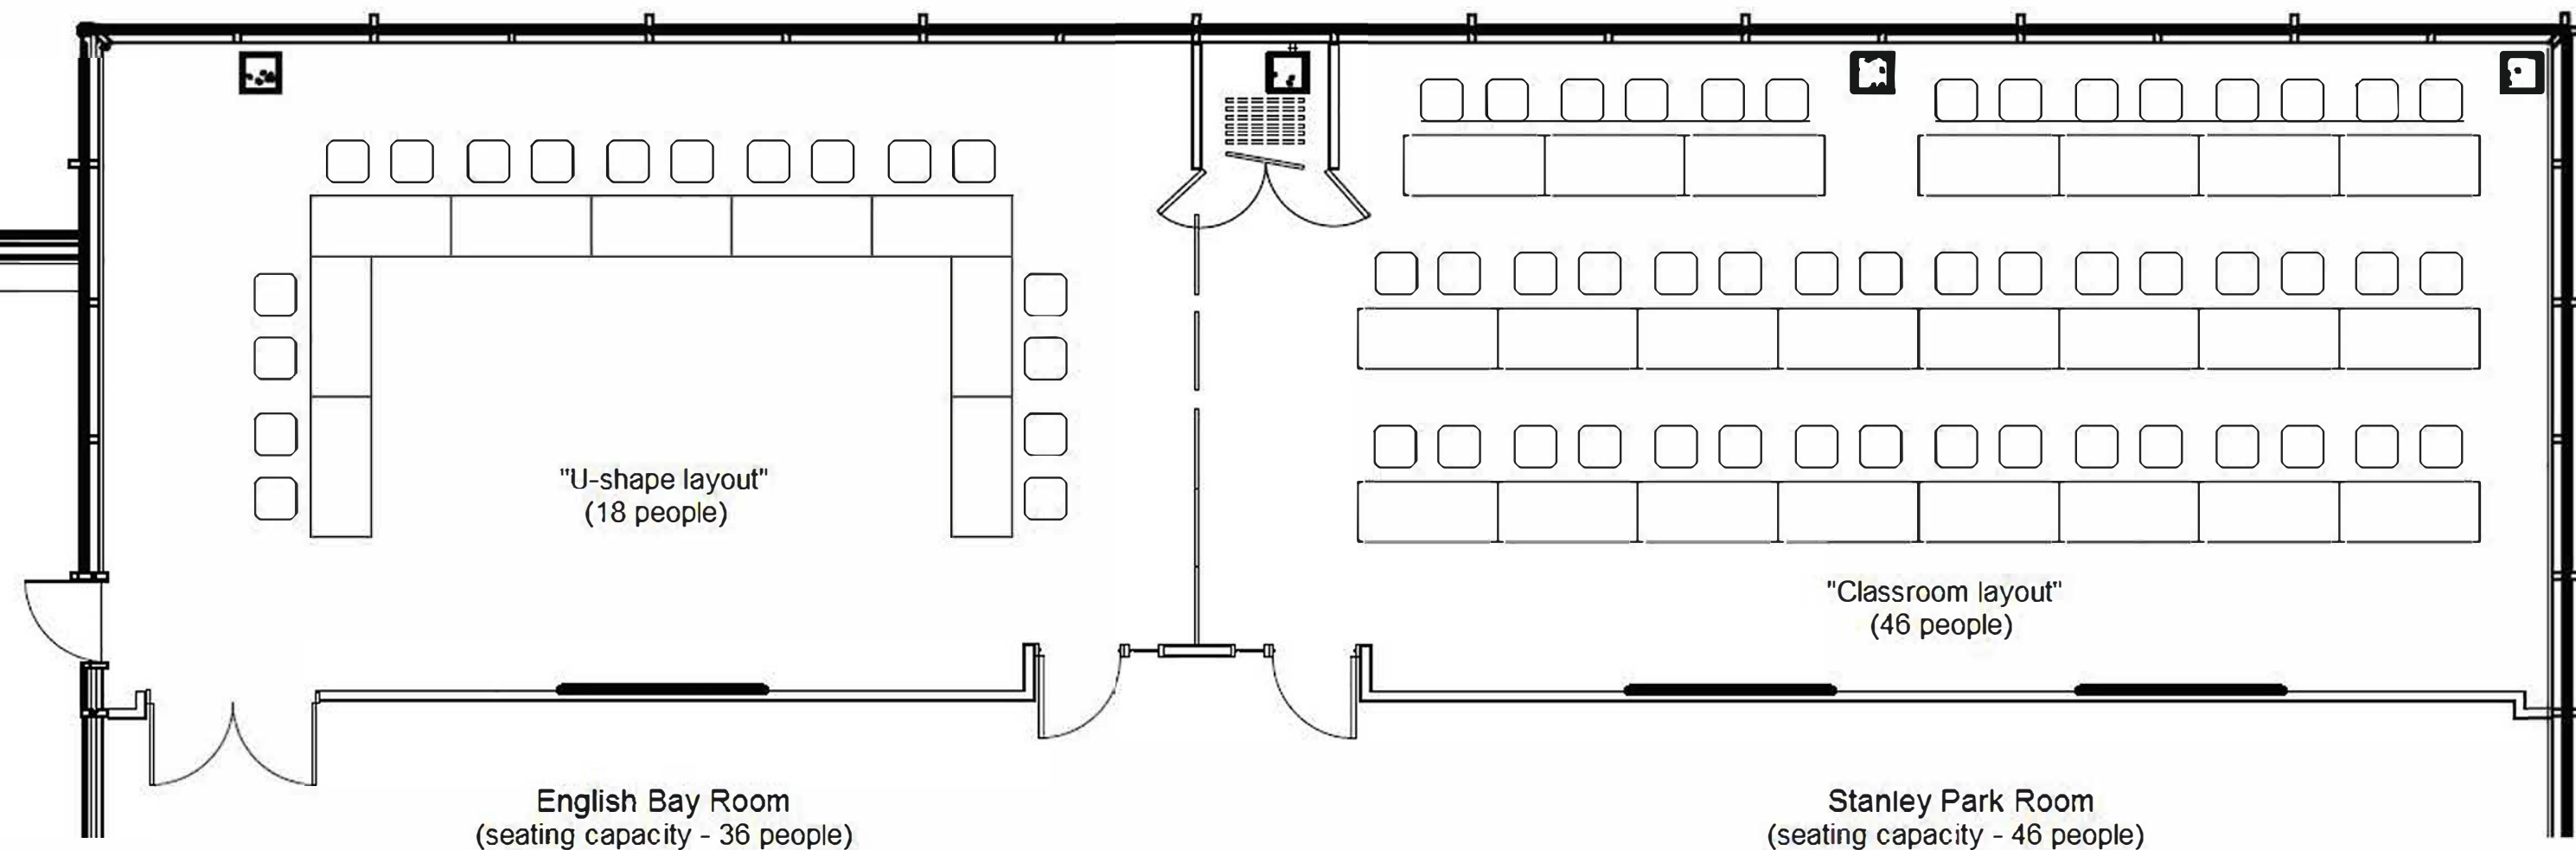 "U-shape layout"
(18 people)
"Classroom layout"
(46 people)
English Bay Room
(seating capacity - 36 people)
Stanley Park Room
(seating capacity - 46 people)